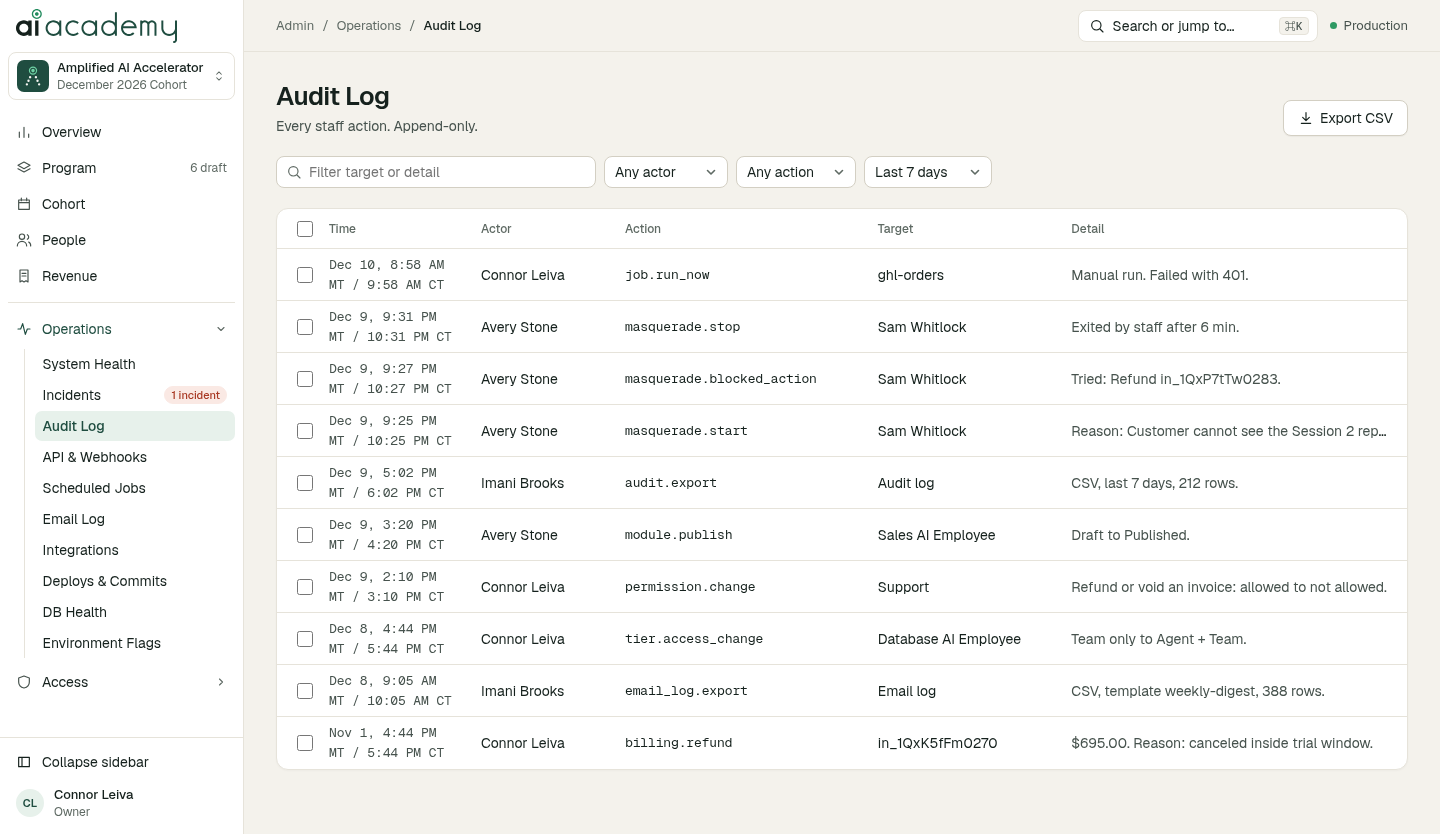 ai academy
Amplified AI Accelerator
December 2026 Cohort
Overview
Program 6 draft
Cohort
People
Revenue
Operations
System Health
Incidents 1 incident
Audit Log
API & Webhooks
Scheduled Jobs
Email Log
Integrations
Deploys & Commits
DB Health
Environment Flags
Access
Collapse sidebar
CL
Connor Leiva
Owner
Admin / Operations / Audit Log
Search or jump to… ⌘K
Production
Audit Log
Every staff action. Append-only.
Export CSV
Filter target or detail
Any actor
Any action
Last 7 days
Time Actor Action Target Detail
Dec 10, 8:58 AM
MT / 9:58 AM CT
Connor Leiva job.run_now ghl-orders Manual run. Failed with 401.
Dec 9, 9:31 PM
MT / 10:31 PM CT
Avery Stone masquerade.stop Sam Whitlock Exited by staff after 6 min.
Dec 9, 9:27 PM
MT / 10:27 PM CT
Avery Stone masquerade.blocked_action Sam Whitlock Tried: Refund in_1QxP7tTw0283.
Dec 9, 9:25 PM
MT / 10:25 PM CT
Avery Stone masquerade.start Sam Whitlock Reason: Customer cannot see the Session 2 rep…
Dec 9, 5:02 PM
MT / 6:02 PM CT
Imani Brooks audit.export Audit log CSV, last 7 days, 212 rows.
Dec 9, 3:20 PM
MT / 4:20 PM CT
Avery Stone module.publish Sales AI Employee Draft to Published.
Dec 9, 2:10 PM
MT / 3:10 PM CT
Connor Leiva permission.change Support Refund or void an invoice: allowed to not allowed.
Dec 8, 4:44 PM
MT / 5:44 PM CT
Connor Leiva tier.access_change Database AI Employee Team only to Agent + Team.
Dec 8, 9:05 AM
MT / 10:05 AM CT
Imani Brooks email_log.export Email log CSV, template weekly-digest, 388 rows.
Nov 1, 4:44 PM
MT / 5:44 PM CT
Connor Leiva billing.refund in_1QxK5fFm0270 $695.00. Reason: canceled inside trial window.